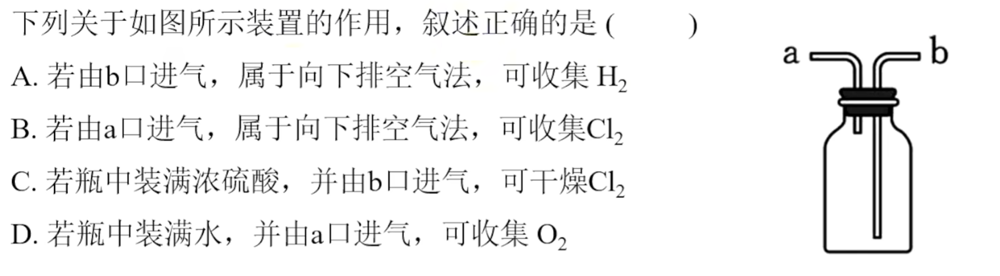 下列关于如图所示装置的作用，叙述正确的是 (　　)
A. 若由b口进气，属于向下排空气法，可收集 H₂
B. 若由a口进气，属于向下排空气法，可收集Cl₂
C. 若瓶中装满浓硫酸，并由b口进气，可干燥Cl₂
D. 若瓶中装满水，并由a口进气，可收集 O₂
a b